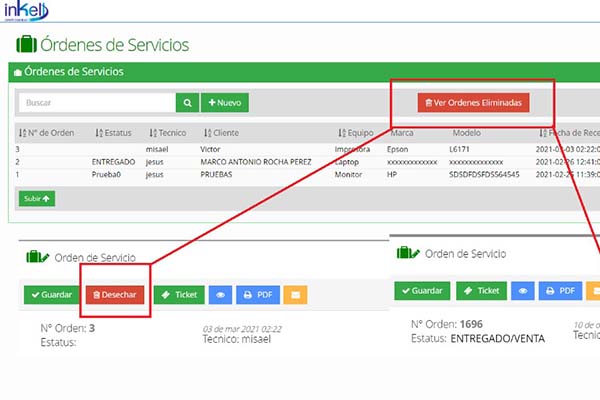 inkell
Órdenes de Servicios
Órdenes de Servicios
Buscar
+ Nuevo
Ver Ordenes Eliminadas
N° de Orden Estatus Tecnico Cliente Equipo Marca Modelo Fecha de Rece
3 misael Victor Impresora Epson L6171 2021-03-03 02:22:0
2 ENTREGADO jesus MARCO ANTONIO ROCHA PEREZ Laptop xxxxxxxxxxxxx xxxxxxxxxxxxxx 2021-02-26 12:41:0
1 Prueba0 jesus PRUEBAS Monitor HP SDSDFDSFDS564545 2021-02-25 11:39:0
Subir
Orden de Servicio
Guardar Desechar Ticket PDF
N° Orden: 3
03 de mar 2021 02:22
Estatus:
Tecnico: misael
Orden de Servicio
Guardar Ticket PDF
N° Orden: 1696
10 de o
Estatus: ENTREGADO/VENTA
Tecnic